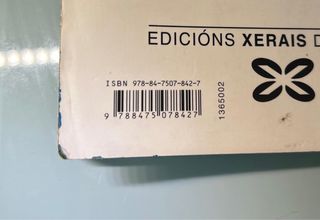 EDICIÓNS XERAIS D
ISBN 978-84-7507-842-7
9 788475 078427
1365002